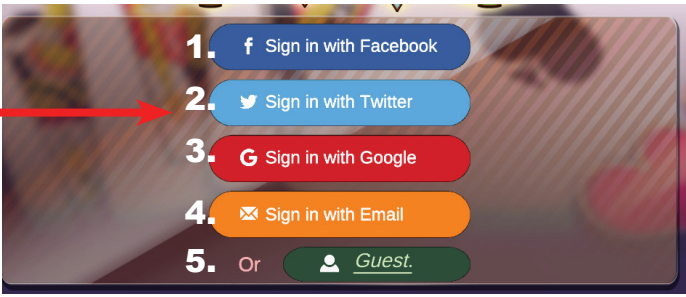 1. Sign in with Facebook
2. Sign in with Twitter
3. G Sign in with Google
4. Sign in with Email
5. Or Guest.